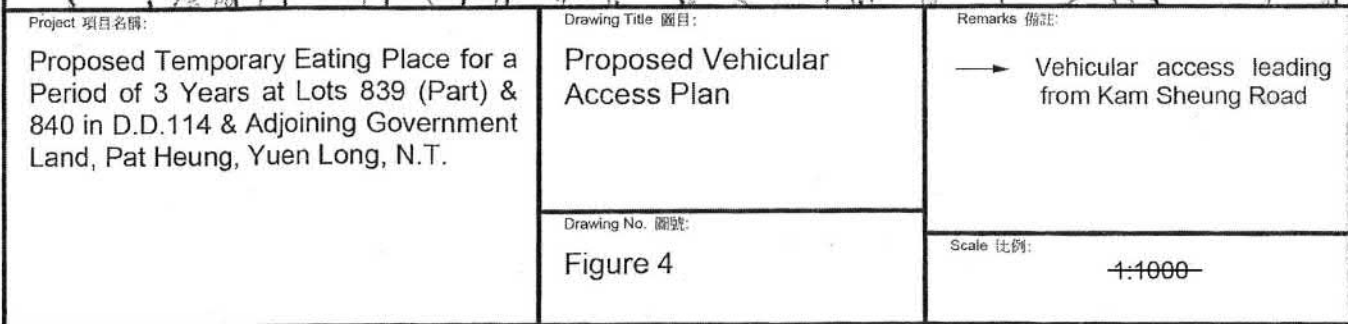 Project 項目名稱:
Proposed Temporary Eating Place for a
Period of 3 Years at Lots 839 (Part) &
840 in D.D.114 & Adjoining Government
Land, Pat Heung, Yuen Long, N.T.
Drawing Title 圖目:
Proposed Vehicular
Access Plan
Drawing No. 圖號:
Figure 4
Remarks 備註:
Vehicular access leading
from Kam Sheung Road
Scale 比例:
1:1000